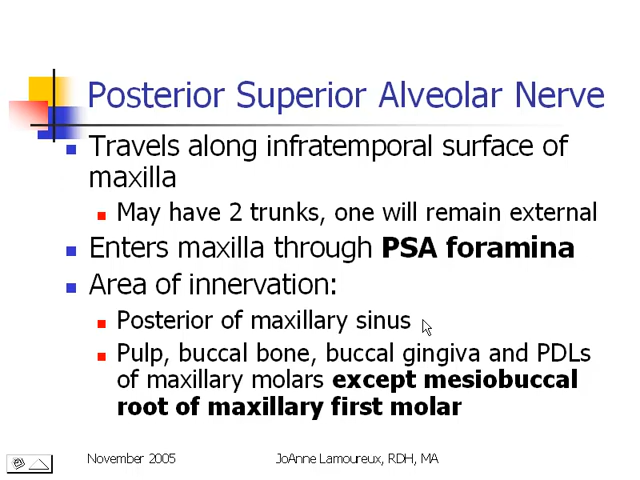 Posterior Superior Alveolar Nerve
Travels along infratemporal surface of
maxilla
May have 2 trunks, one will remain external
Enters maxilla through PSA foramina
Area of innervation:
Posterior of maxillary sinus
Pulp, buccal bone, buccal gingiva and PDLs
of maxillary molars except mesiobuccal
root of maxillary first molar
November 2005
JoAnne Lamoureux, RDH, MA